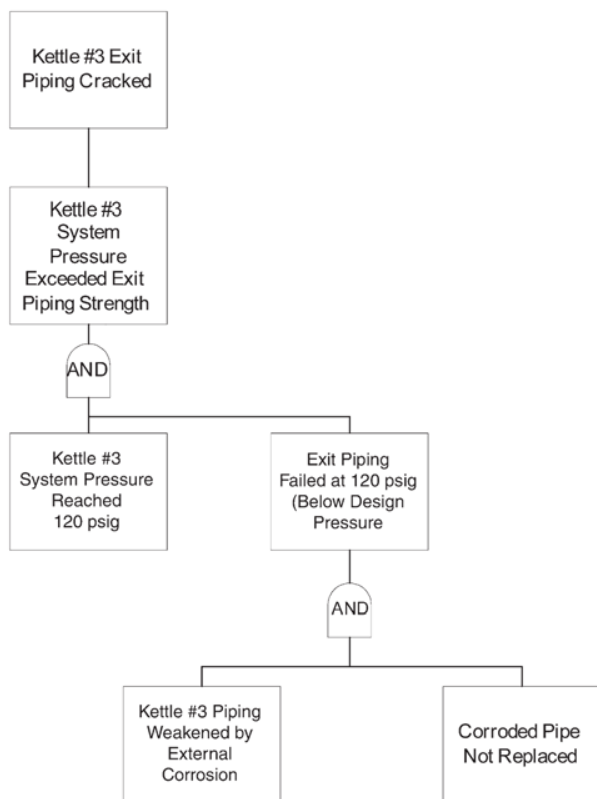 Kettle #3 Exit
Piping Cracked
Kettle #3
System
Pressure
Exceeded Exit
Piping Strength
AND
Kettle #3
System Pressure
Reached
120 psig
Exit Piping
Failed at 120 psig
(Below Design
Pressure
AND
Kettle #3 Piping
Weakened by
External
Corrosion
Corroded Pipe
Not Replaced